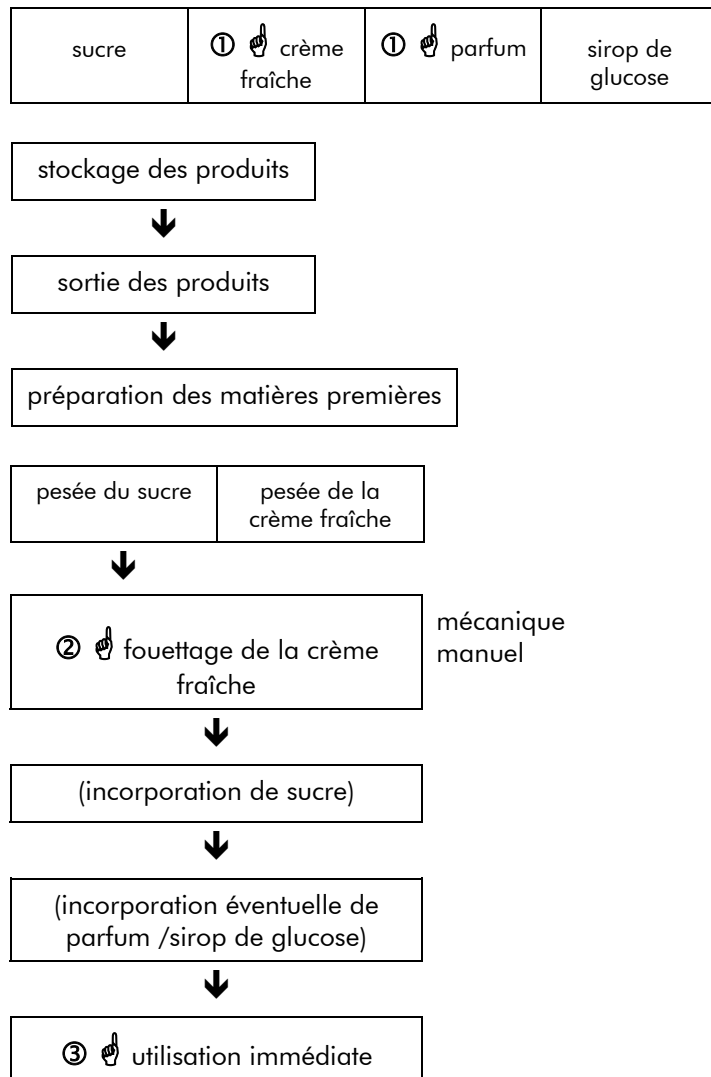 sucre
① ☝ crème
fraîche
① ☝ parfum
sirop de
glucose
stockage des produits
sortie des produits
préparation des matières premières
pesée du sucre
pesée de la
crème fraîche
② ☝ fouettage de la crème
fraîche
mécanique
manuel
(incorporation de sucre)
(incorporation éventuelle de
parfum /sirop de glucose)
③ ☝ utilisation immédiate